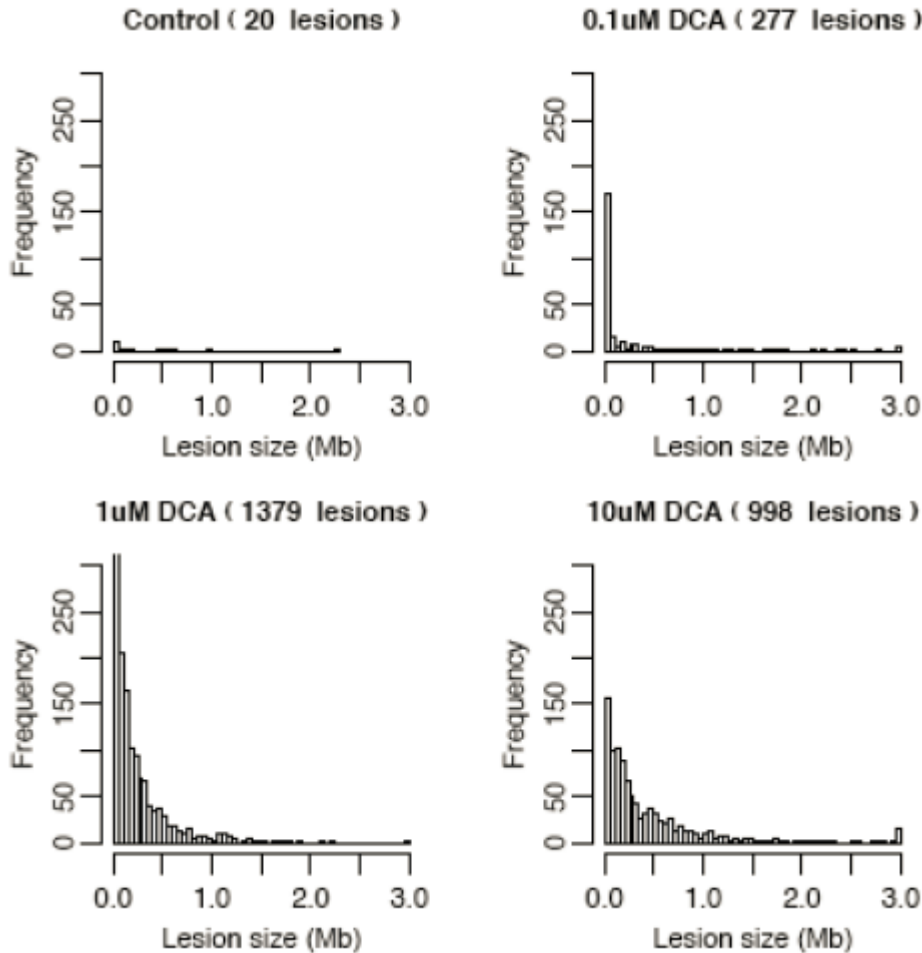 Control ( 20 lesions )
Frequency
0 50 150 250
0.0 1.0 2.0 3.0
Lesion size (Mb)
0.1uM DCA ( 277 lesions )
Frequency
0 50 150 250
0.0 1.0 2.0 3.0
Lesion size (Mb)
1uM DCA ( 1379 lesions )
Frequency
0 50 150 250
0.0 1.0 2.0 3.0
Lesion size (Mb)
10uM DCA ( 998 lesions )
Frequency
0 50 150 250
0.0 1.0 2.0 3.0
Lesion size (Mb)